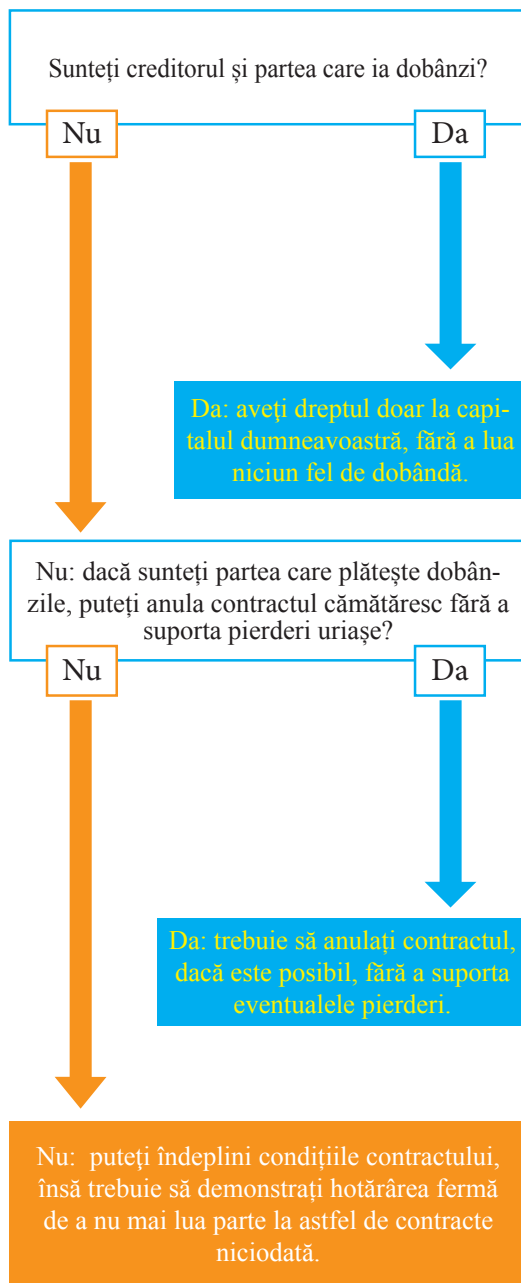 Sunteți creditorul și partea care ia dobânzi?
Nu
Da
Da: aveți dreptul doar la capi-
talul dumneavoastră, fără a lua
niciun fel de dobândă.
Nu: dacă sunteți partea care plătește dobân-
zile, puteți anula contractul cămătăresc fără a
suporta pierderi uriașe?
Nu
Da
Da: trebuie să anulați contractul,
dacă este posibil, fără a suporta
eventualele pierderi.
Nu: puteţi îndeplini condițiile contractului,
însă trebuie să demonstrați hotărârea fermă
de a nu mai lua parte la astfel de contracte
niciodată.